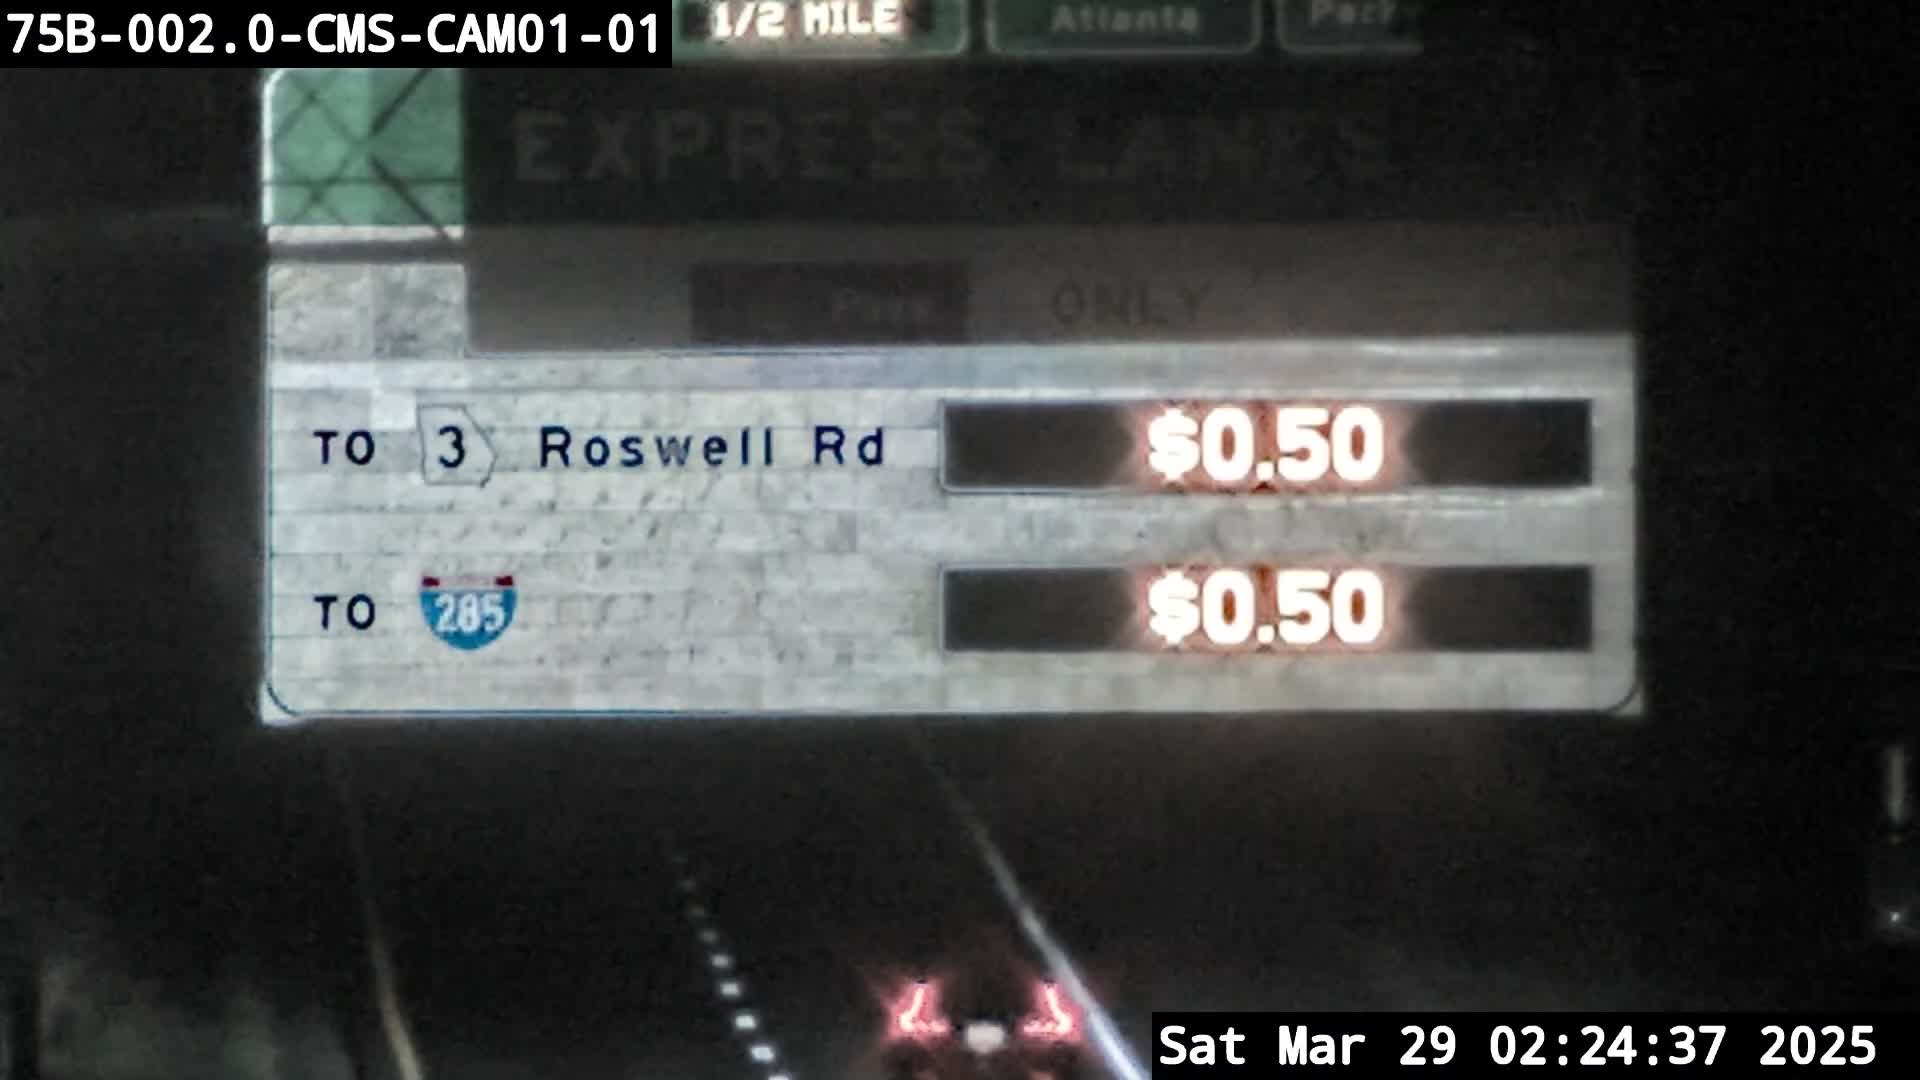 75B-002.0-CMS-CAM01-01
1/2 MILE
Atlanta
EXPRESS LANES
ONLY
TO 3 Roswell Rd $0.50
TO 285 $0.50
Sat Mar 29 02:24:37 2025